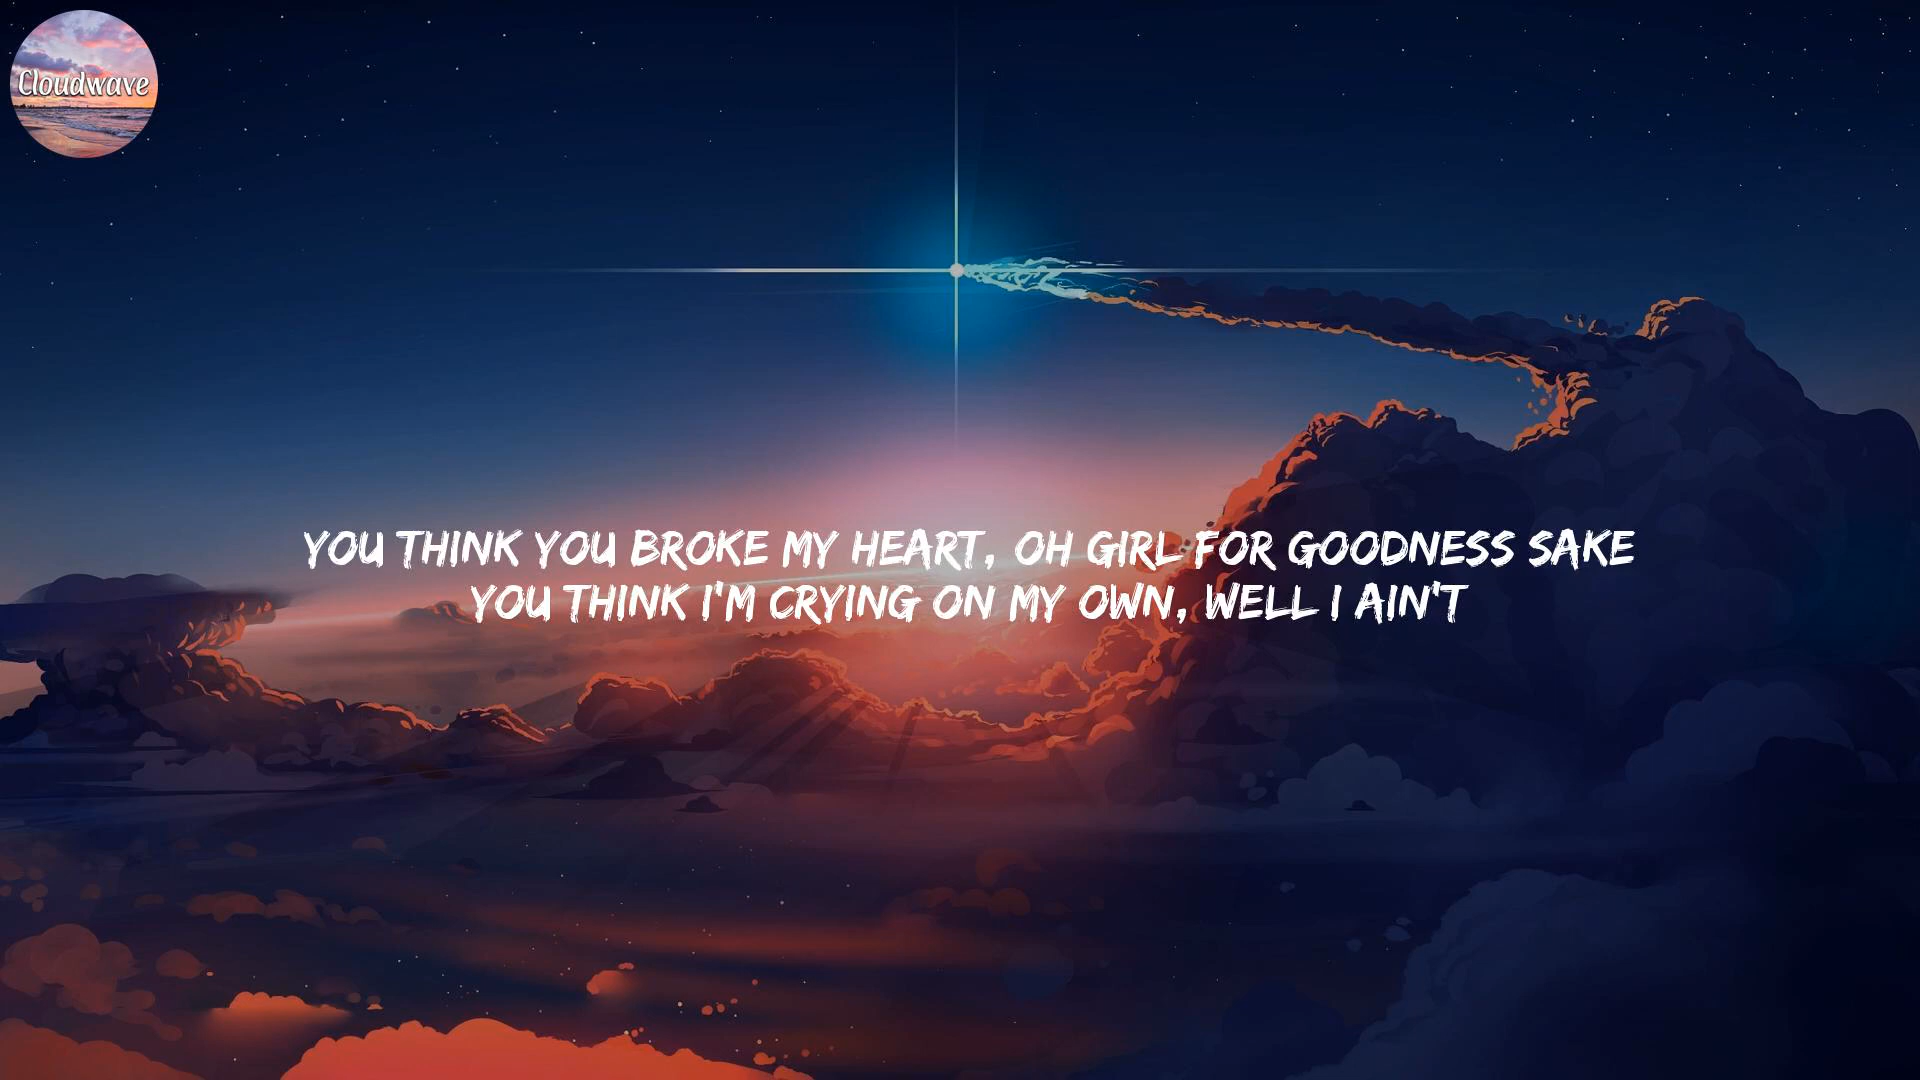 Cloudwave
YOU THINK YOU BROKE MY HEART, OH GIRL FOR GOODNESS SAKE
YOU THINK I'M CRYING ON MY OWN, WELL I AIN'T